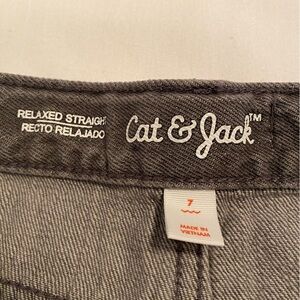 RELAXED STRAIGHT
RECTO RELAJADO
Cat & Jack™
7
MADE IN
VIETNAM